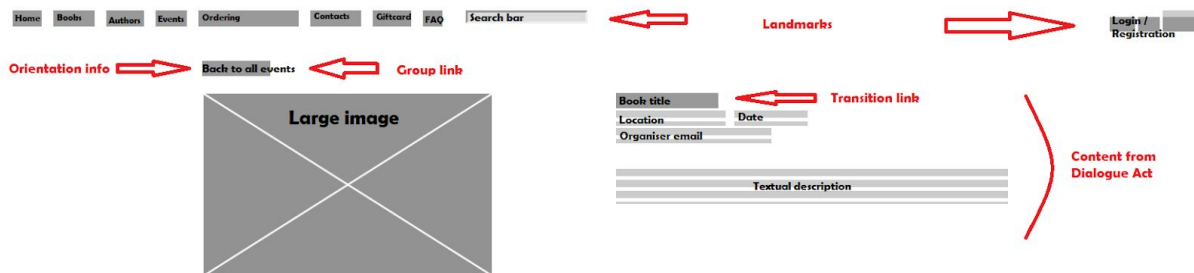 Home Books Authors Events Ordering Contacts Giftcard FAQ Search bar Landmarks Login /
Registration
Orientation info Back to all events Group link
Book title Transition link
Large image
Location Date
Organiser email
Content from
Dialogue Act
Textual description